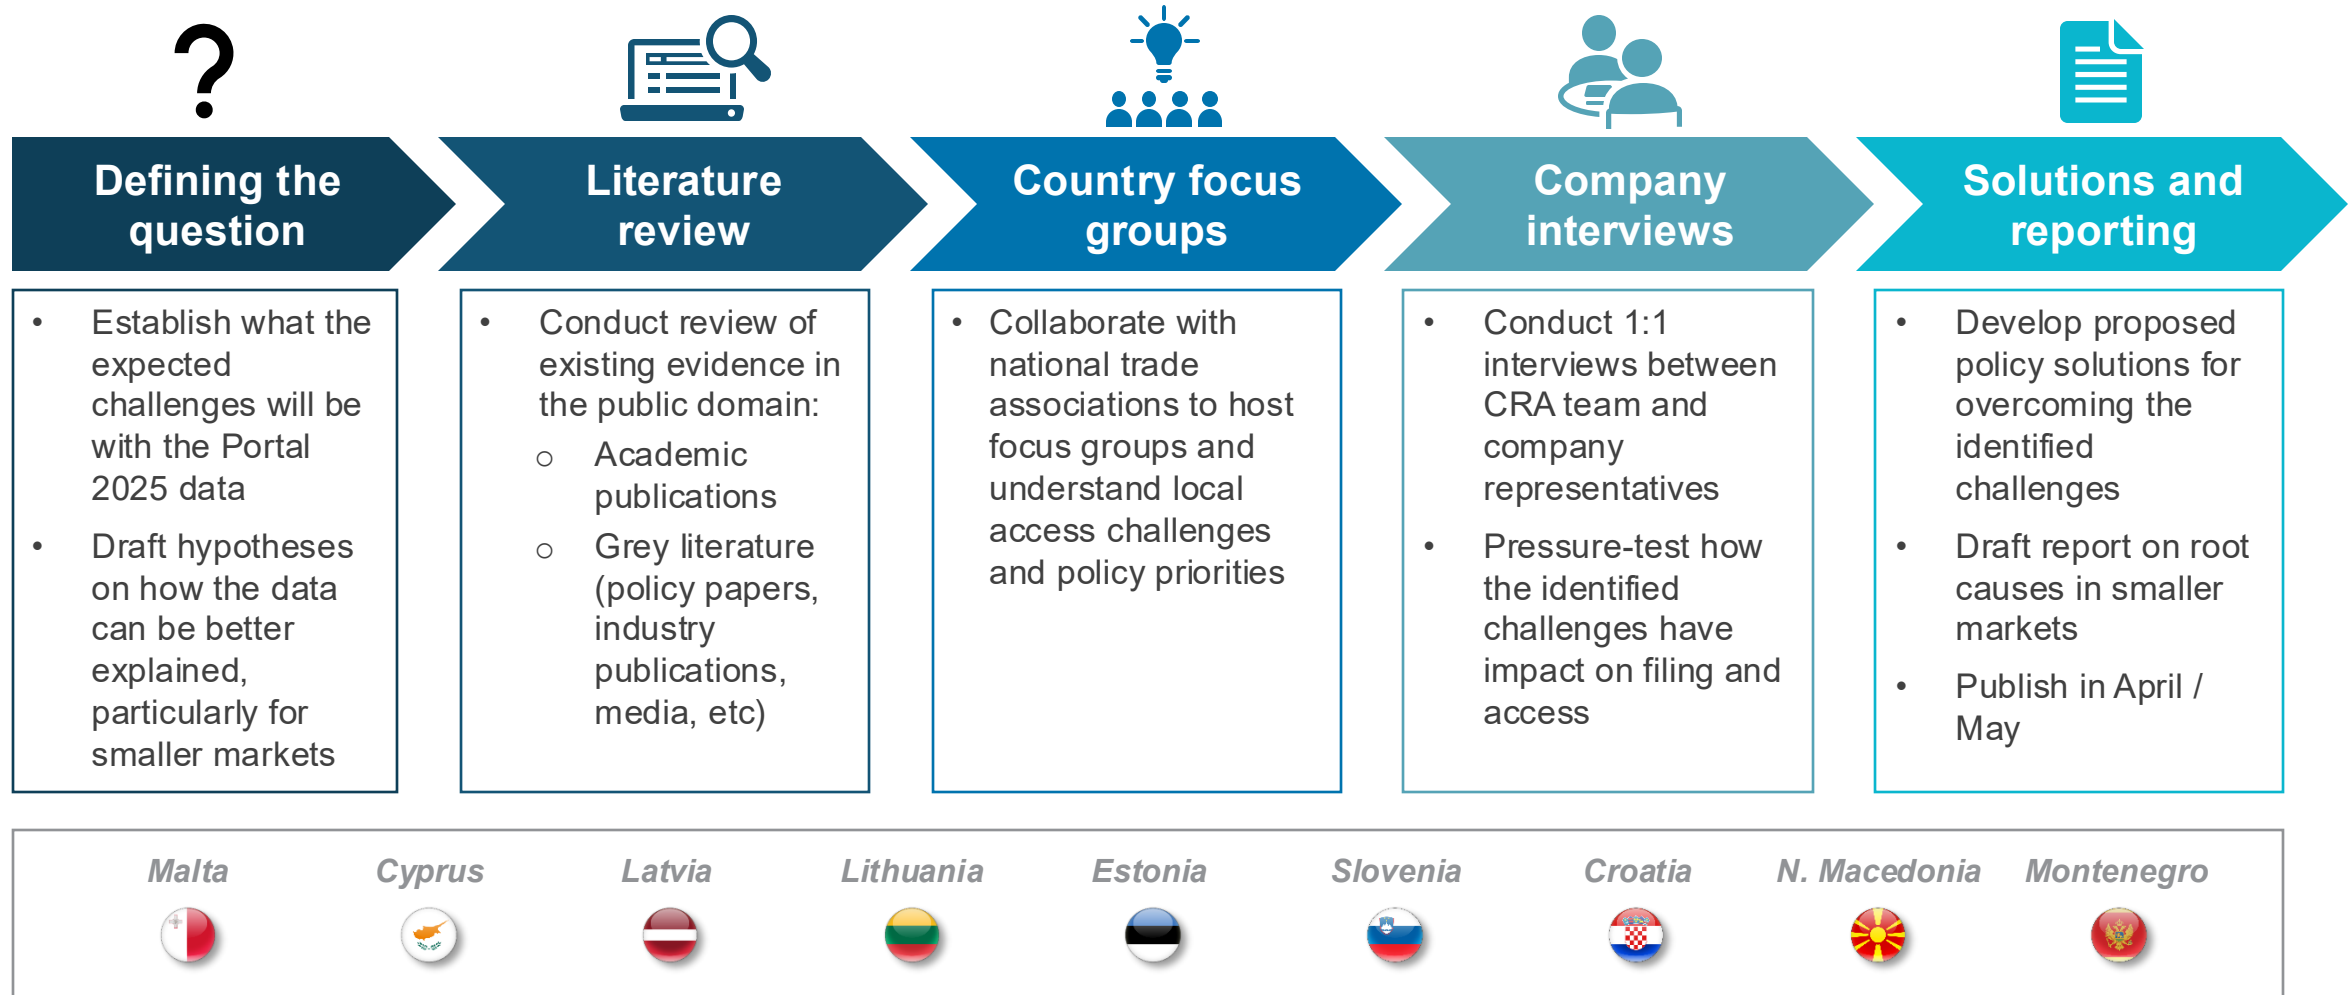 Defining the
question
Literature
review
Country focus
groups
Company
interviews
Solutions and
reporting
• Establish what the
expected
challenges will be
with the Portal
2025 data
• Draft hypotheses
on how the data
can be better
explained,
particularly for
smaller markets
• Conduct review of
existing evidence in
the public domain:
o Academic
publications
o Grey literature
(policy papers,
industry
publications,
media, etc)
• Collaborate with
national trade
associations to host
focus groups and
understand local
access challenges
and policy priorities
• Conduct 1:1
interviews between
CRA team and
company
representatives
• Pressure-test how
the identified
challenges have
impact on filing and
access
• Develop proposed
policy solutions for
overcoming the
identified
challenges
• Draft report on root
causes in smaller
markets
• Publish in April /
May
Malta
Cyprus
Latvia
Lithuania
Estonia
Slovenia
Croatia
N. Macedonia
Montenegro